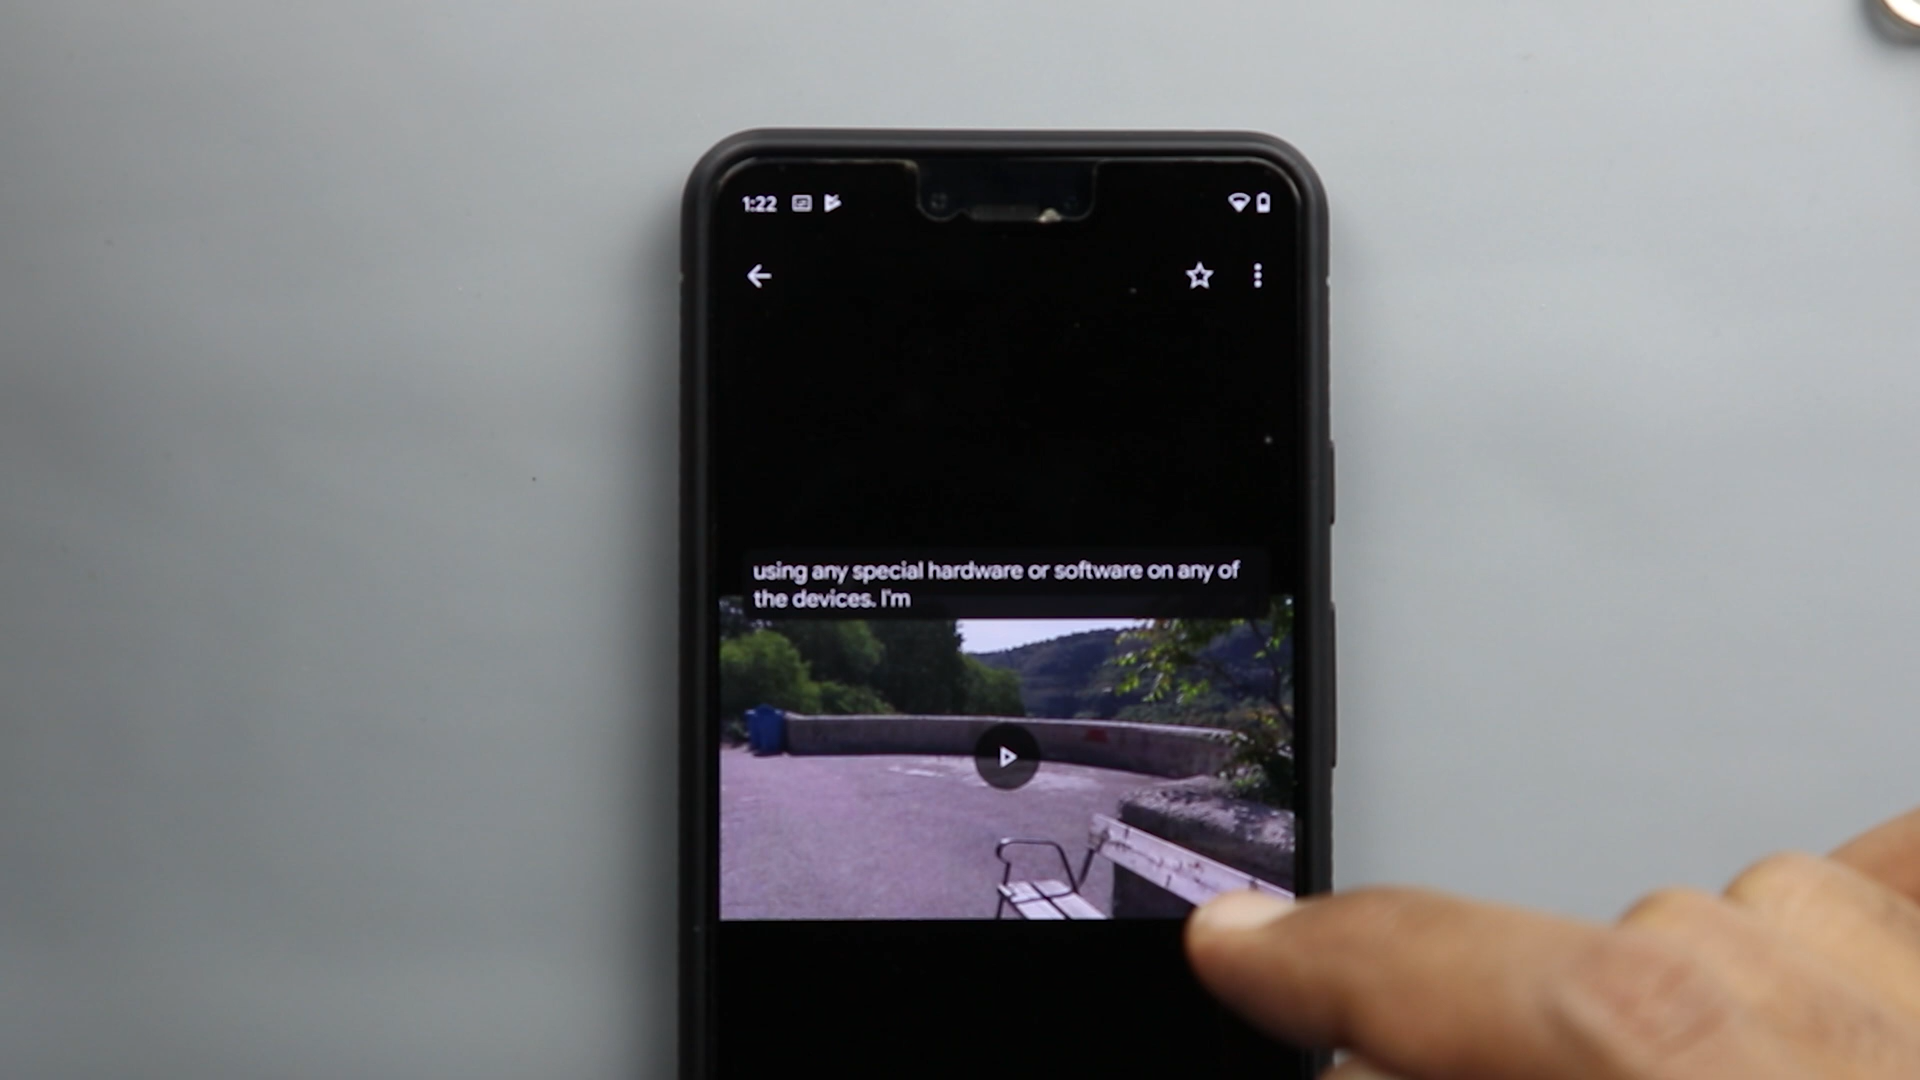 1:22
using any special hardware or software on any of
the devices. I'm